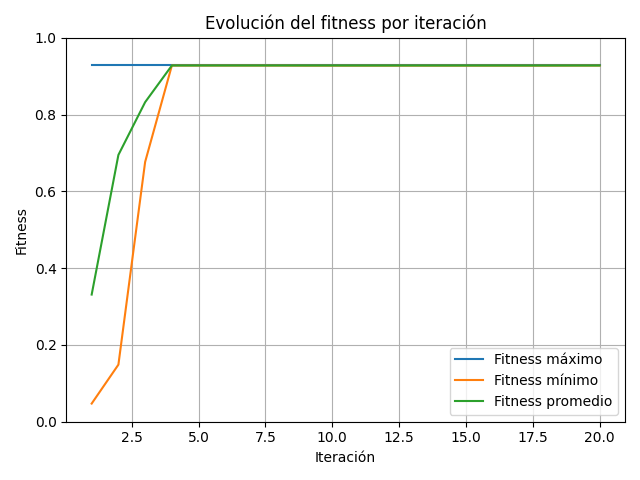 Evolución del fitness por iteración
1.0
0.8
0.6
0.4
0.2
0.0
Fitness
Fitness máximo
Fitness mínimo
Fitness promedio
2.5 5.0 7.5 10.0 12.5 15.0 17.5 20.0
Iteración